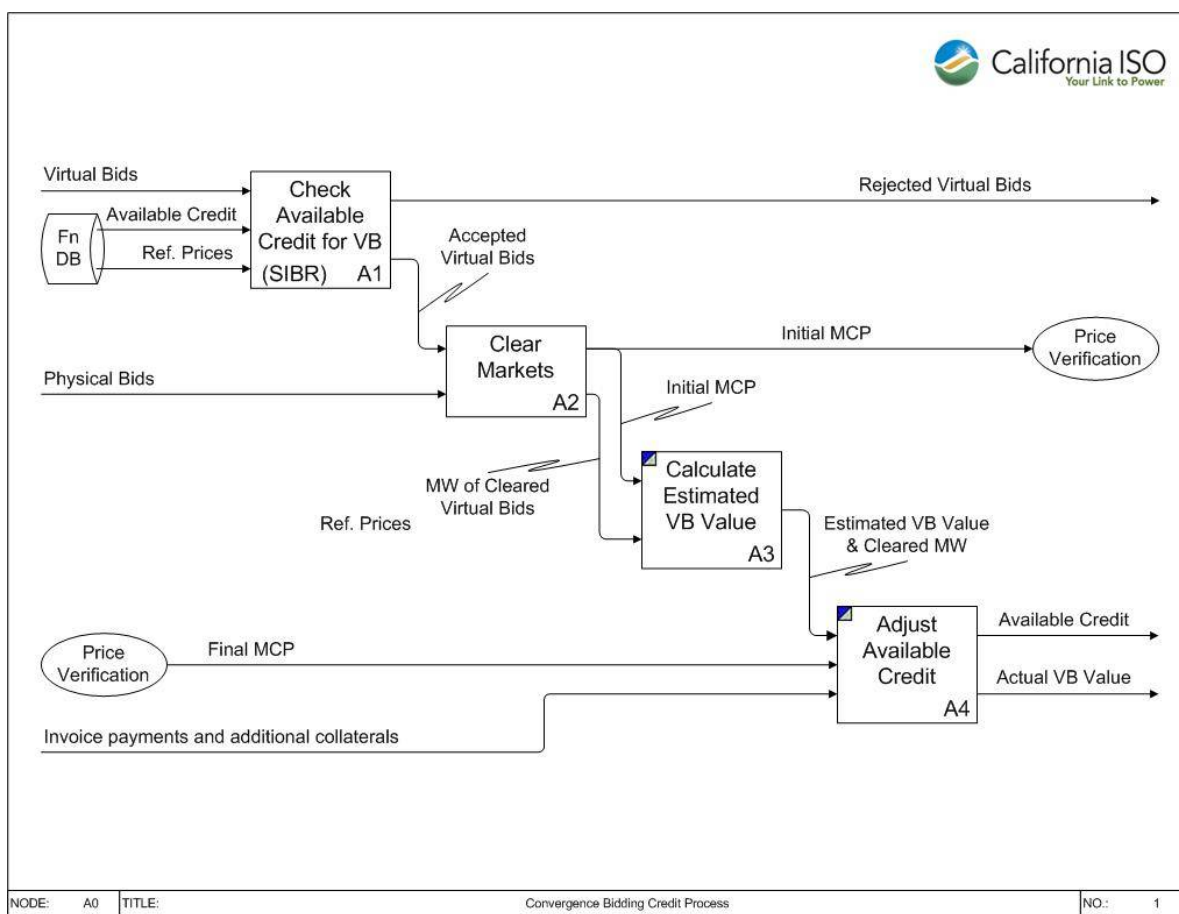 California ISO
Your Link to Power
Virtual Bids
Check
Available
Credit for VB
(SIBR) A1
Rejected Virtual Bids
Fn
DB
Available Credit
Ref. Prices
Accepted
Virtual Bids
Clear
Markets
A2
Initial MCP
Price
Verification
Physical Bids
Initial MCP
MW of Cleared
Virtual Bids
Ref. Prices
Calculate
Estimated
VB Value
A3
Estimated VB Value
& Cleared MW
Price
Verification
Final MCP
Adjust
Available
Credit
A4
Available Credit
Actual VB Value
Invoice payments and additional collaterals
NODE: A0 TITLE: Convergence Bidding Credit Process NO.: 1